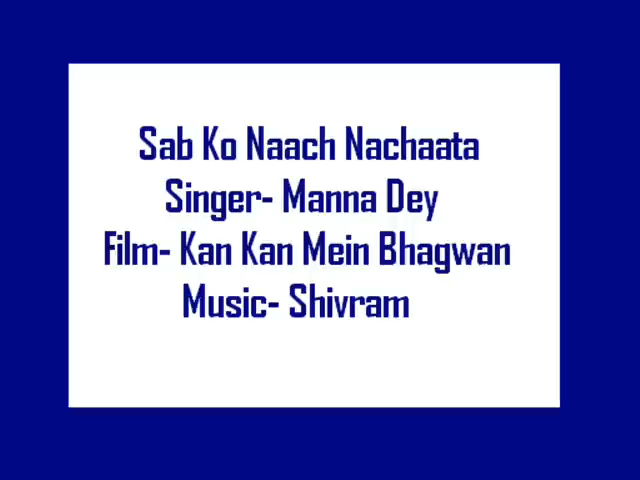 Sab Ko Naach Nachaata
Singer- Manna Dey
Film- Kan Kan Mein Bhagwan
Music- Shivram